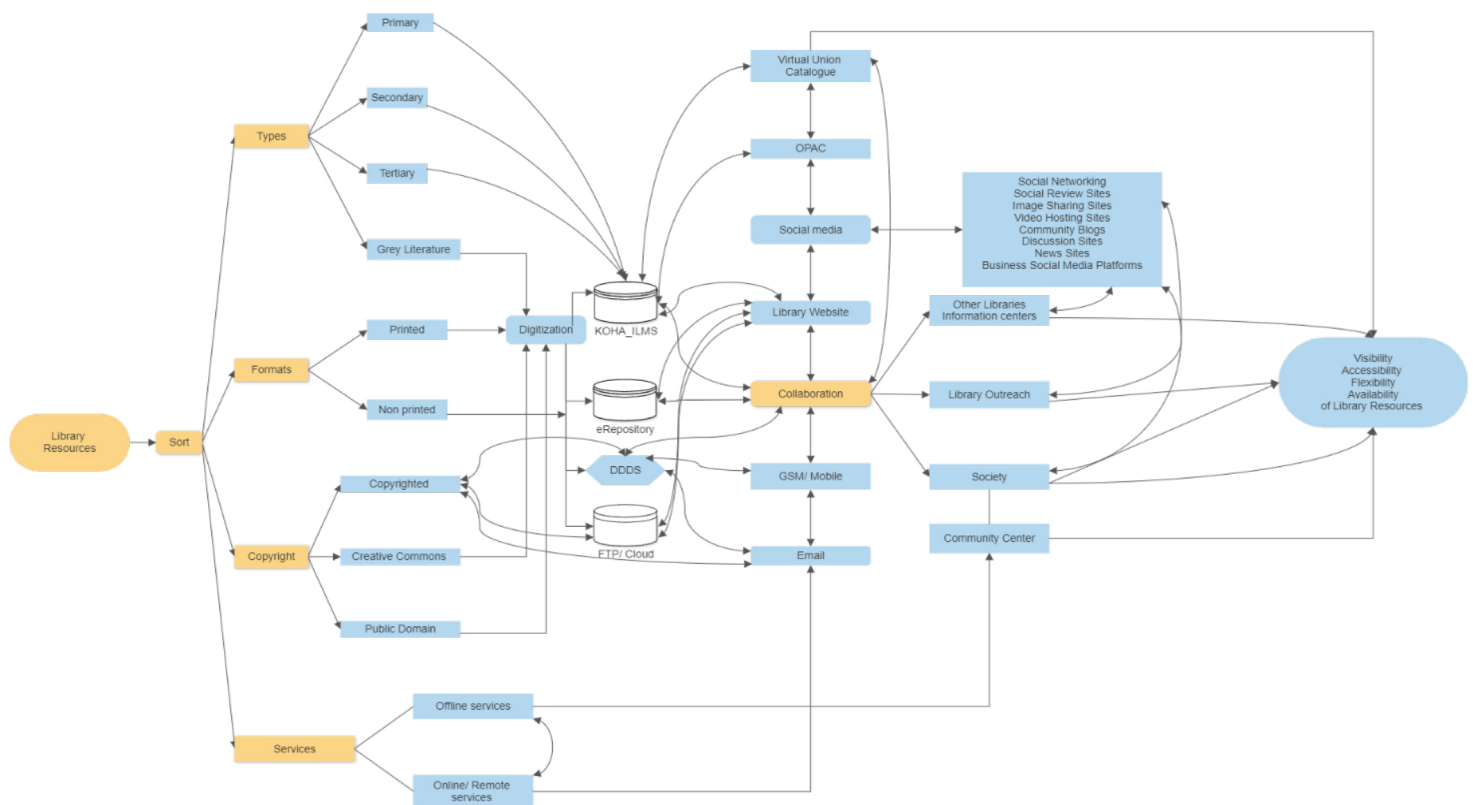 Primary
Secondary
Types
Tertiary
Grey Literature
Printed
Digitization
Formats
Non printed
Library
Resources
Sort
Copyrighted
Copyright
Creative Commons
Public Domain
Offline services
Services
Online/ Remote
services
KOHA_ILMS
eRepository
DDDS
FTP/ Cloud
Virtual Union
Catalogue
OPAC
Social media
Library Website
Collaboration
GSM/ Mobile
Email
Social Networking
Social Review Sites
Image Sharing Sites
Video Hosting Sites
Community Blogs
Discussion Sites
News Sites
Business Social Media Platforms
Other Libraries
Information centers
Library Outreach
Society
Community Center
Visibility
Accessibility
Flexibility
Availability
of Library Resources